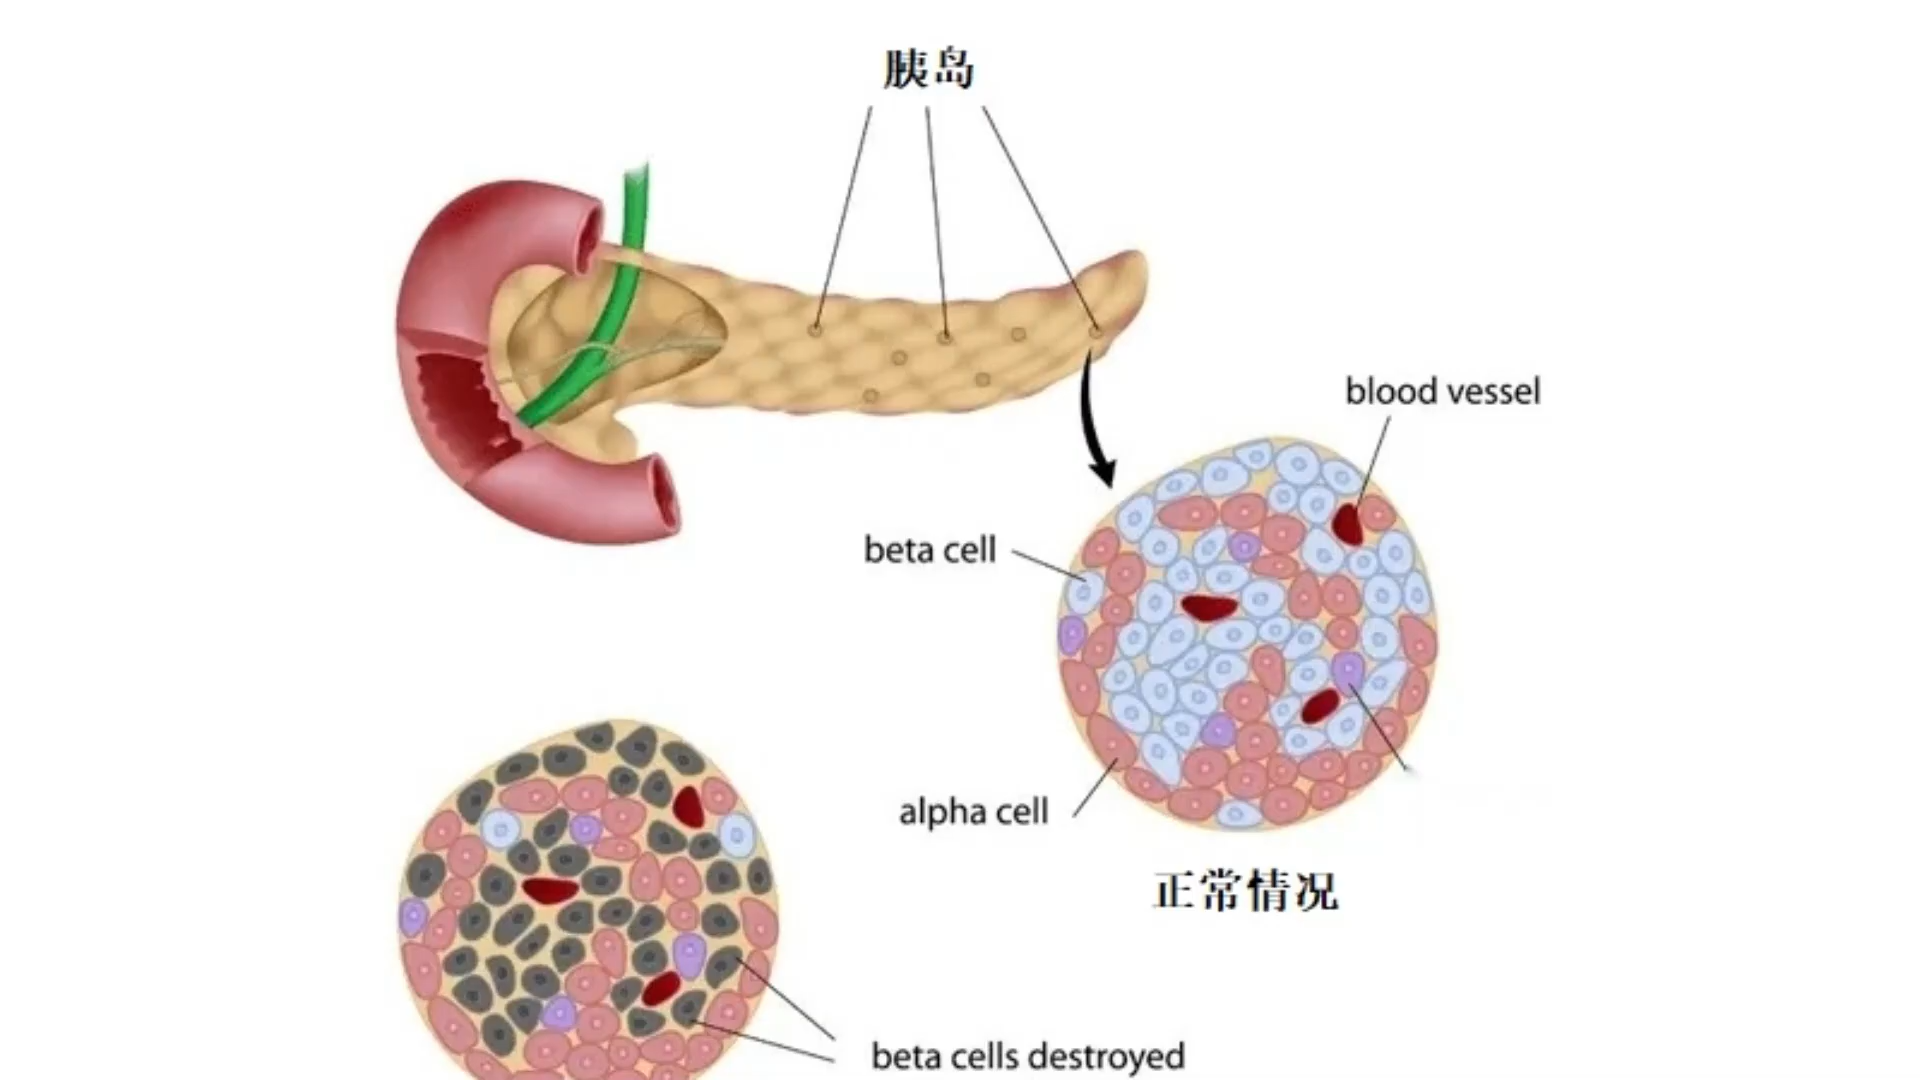 胰岛
blood vessel
beta cell
alpha cell
正常情况
beta cells destroyed